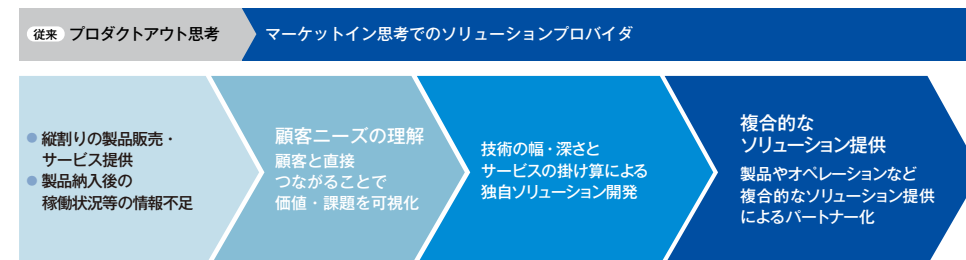 従来 プロダクトアウト思考
マーケットイン思考でのソリューションプロバイダ
縦割りの製品販売・
サービス提供
製品納入後の
稼働状況等の情報不足
顧客ニーズの理解
顧客と直接
つながることで
価値・課題を可視化
技術の幅・深さと
サービスの掛け算による
独自ソリューション開発
複合的な
ソリューション提供
製品やオペレーションなど
複合的なソリューション提供
によるパートナー化